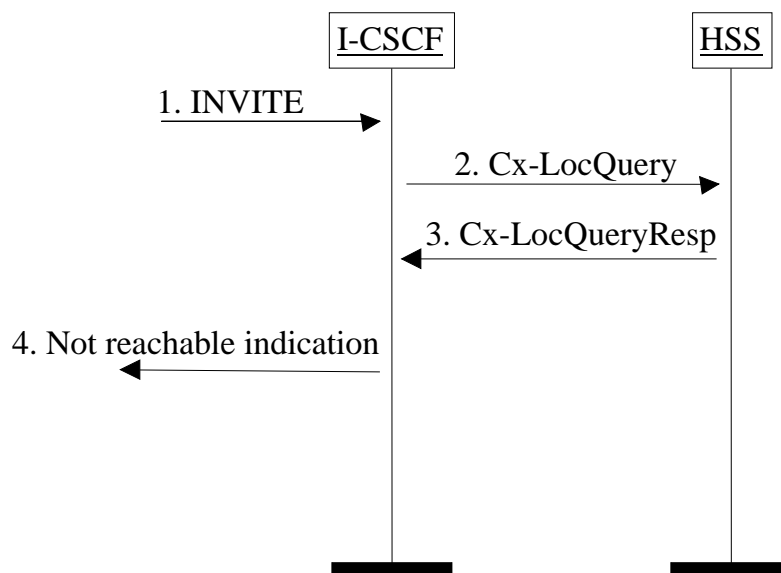 I-CSCF
HSS
1. INVITE
2. Cx-LocQuery
3. Cx-LocQueryResp
4. Not reachable indication